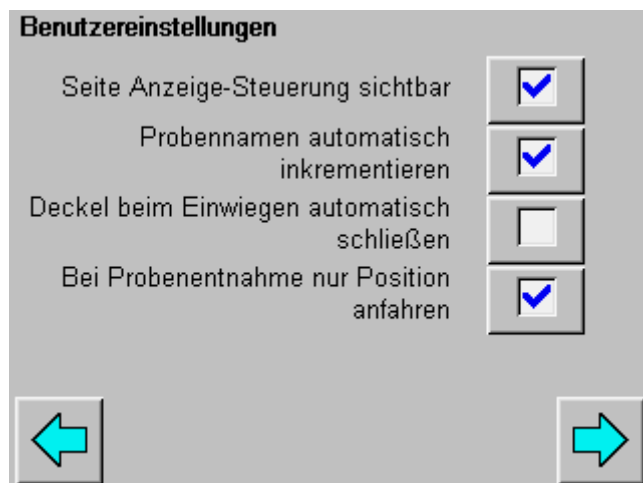 Benutzereinstellungen
Seite Anzeige-Steuerung sichtbar
Probennamen automatisch
inkrementieren
Deckel beim Einwiegen automatisch
schließen
Bei Probenentnahme nur Position
anfahren